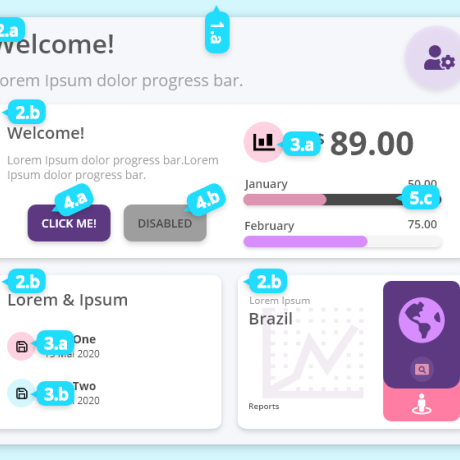 2.a
1.a
Welcome!
Lorem Ipsum dolor progress bar.
2.b
Welcome!
Lorem Ipsum dolor progress bar.Lorem
Ipsum dolor progress bar.
4.a
4.b
CLICK ME!
DISABLED
3.a
$ 89.00
January 50.00
5.c
February 75.00
2.b
Lorem & Ipsum
3.a
One
Mai 2020
3.b
Two
2020
2.b
Lorem Ipsum
Brazil
Reports